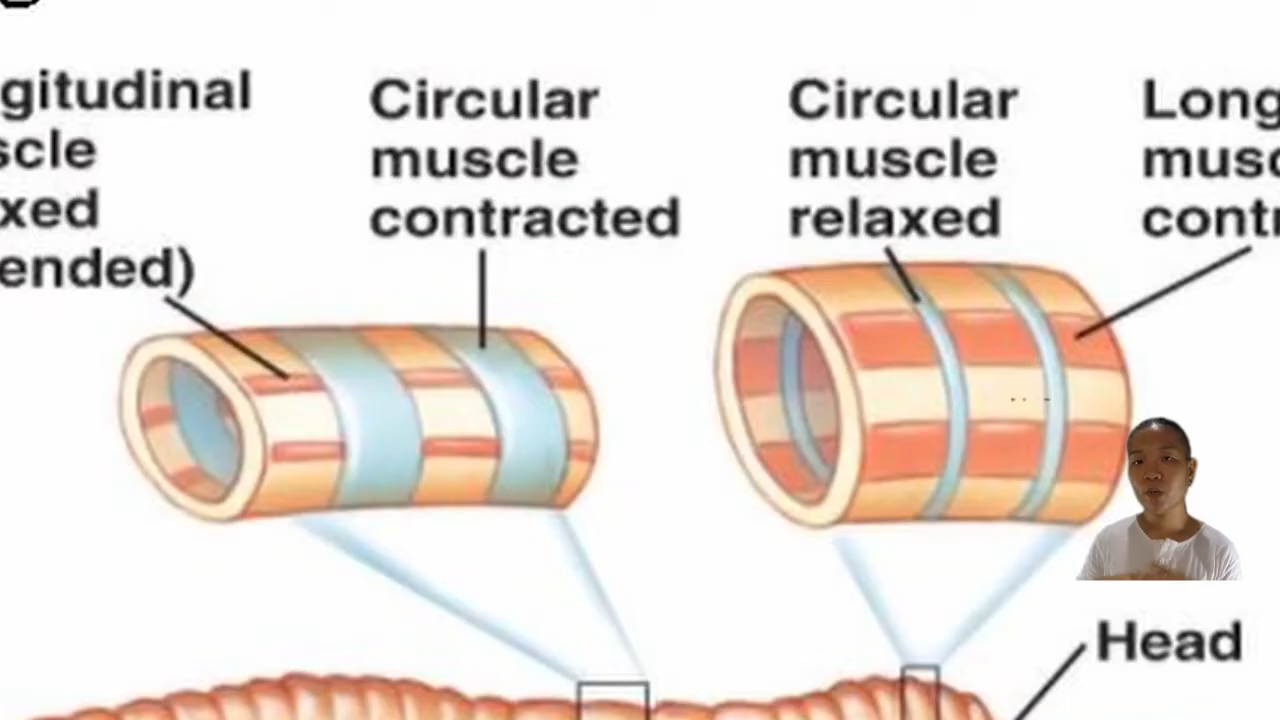 gitudinal
scle
xed
ended)
Circular
muscle
contracted
Circular
muscle
relaxed
Long
musc
contr
Head